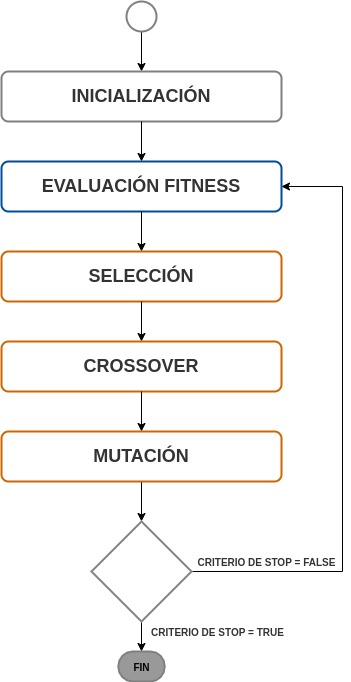 INICIALIZACIÓN
EVALUACIÓN FITNESS
SELECCIÓN
CROSSOVER
MUTACIÓN
CRITERIO DE STOP = FALSE
CRITERIO DE STOP = TRUE
FIN